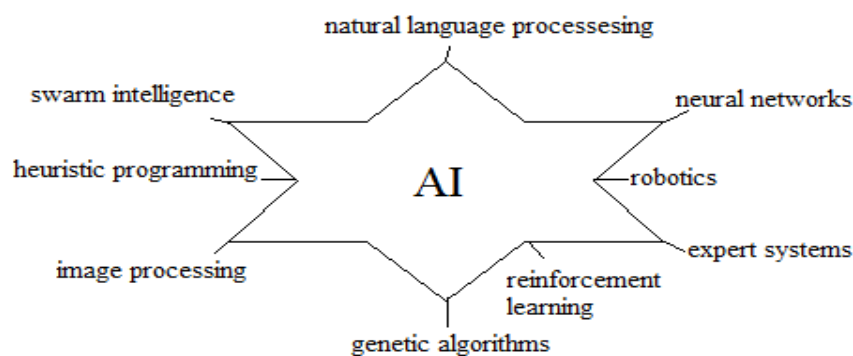 natural language processesing
swarm intelligence
neural networks
heuristic programming
AI
robotics
image processing
expert systems
reinforcement
learning
genetic algorithms